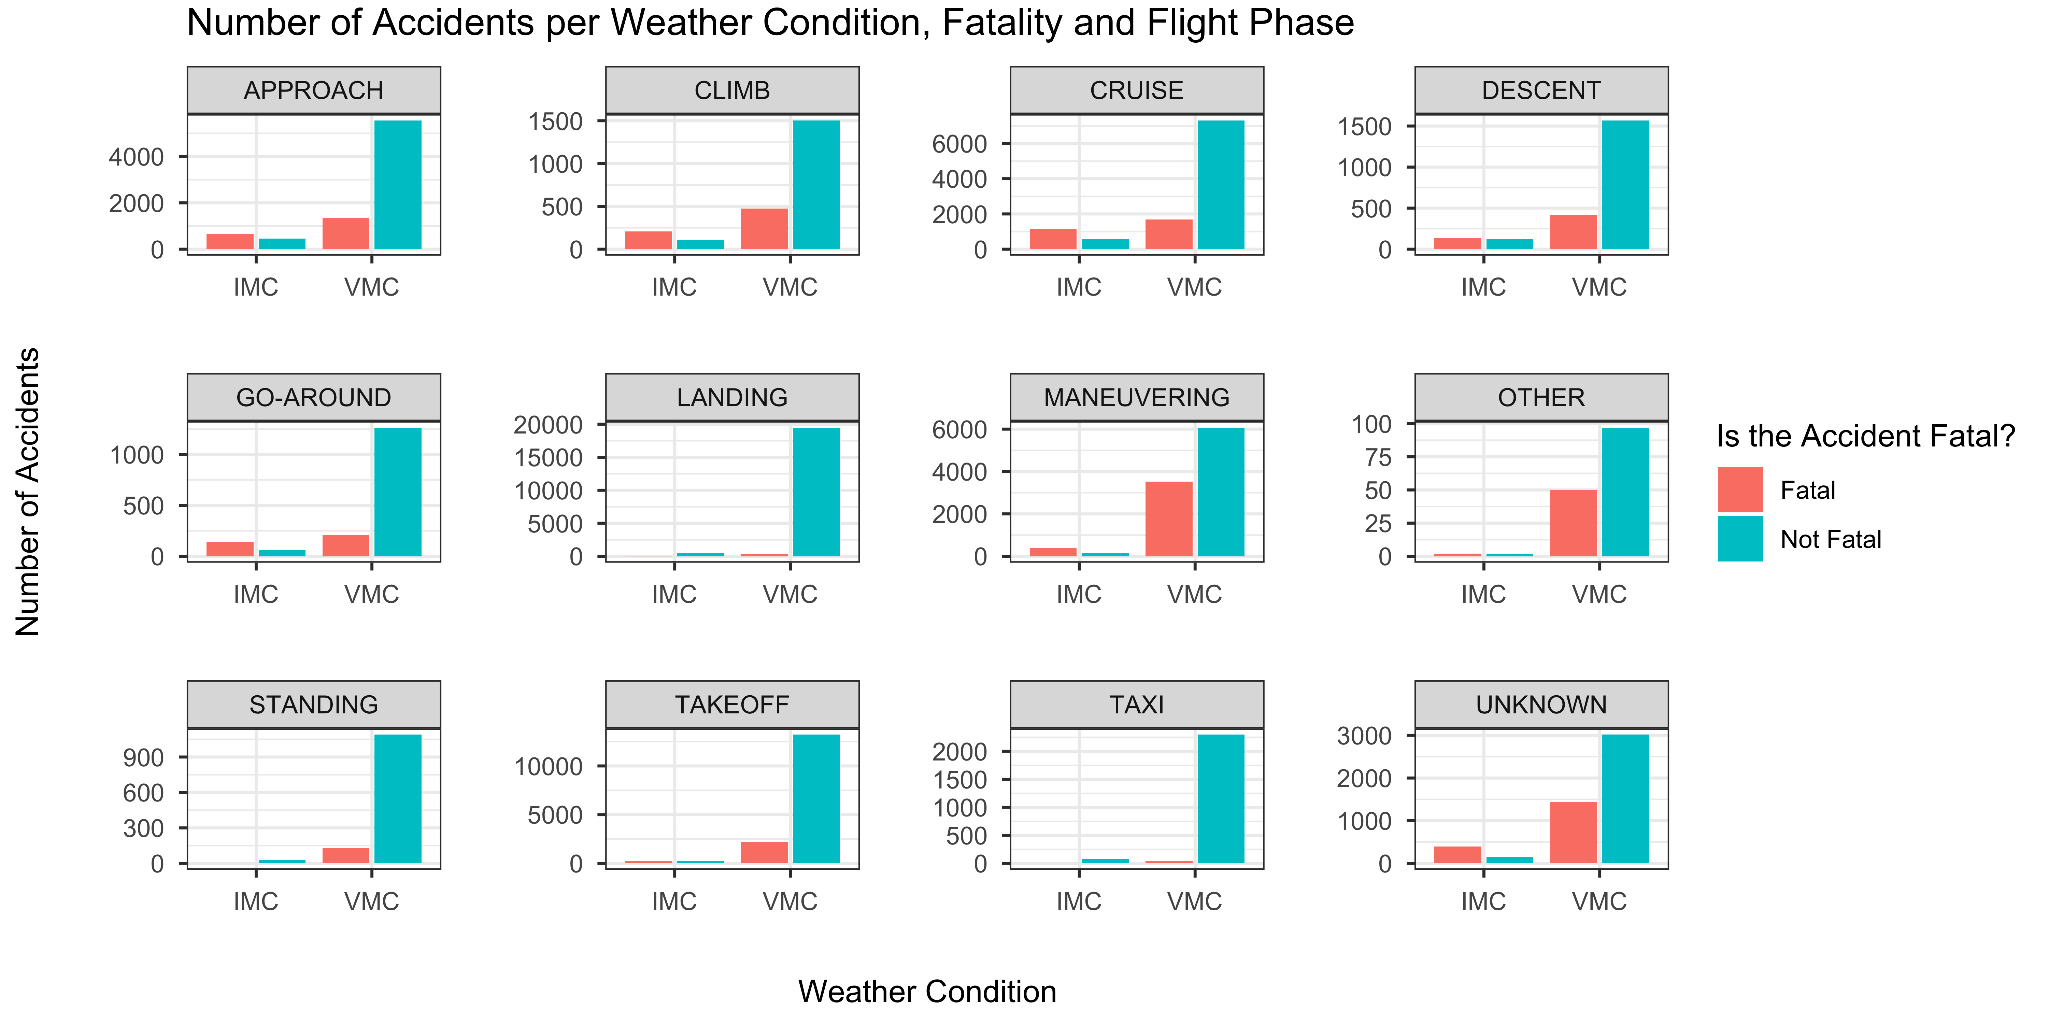 Number of Accidents per Weather Condition, Fatality and Flight Phase
APPROACH
4000
2000
0
IMC VMC
CLIMB
1500
1000
500
0
IMC VMC
CRUISE
6000
4000
2000
0
IMC VMC
DESCENT
1500
1000
500
0
IMC VMC
Number of Accidents
GO-AROUND
1000
500
0
IMC VMC
LANDING
20000
15000
10000
5000
0
IMC VMC
MANEUVERING
6000
4000
2000
0
IMC VMC
OTHER
100
75
50
25
0
IMC VMC
Is the Accident Fatal?
Fatal
Not Fatal
STANDING
900
600
300
0
IMC VMC
TAKEOFF
10000
5000
0
IMC VMC
TAXI
2000
1500
1000
500
0
IMC VMC
UNKNOWN
3000
2000
1000
0
IMC VMC
Weather Condition